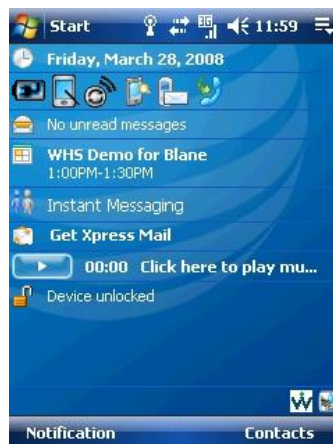 Start 3G 11:59
Friday, March 28, 2008
No unread messages
WHS Demo for Blane
1:00PM-1:30PM
Instant Messaging
Get Xpress Mail
00:00 Click here to play mu...
Device unlocked
W
Notification Contacts